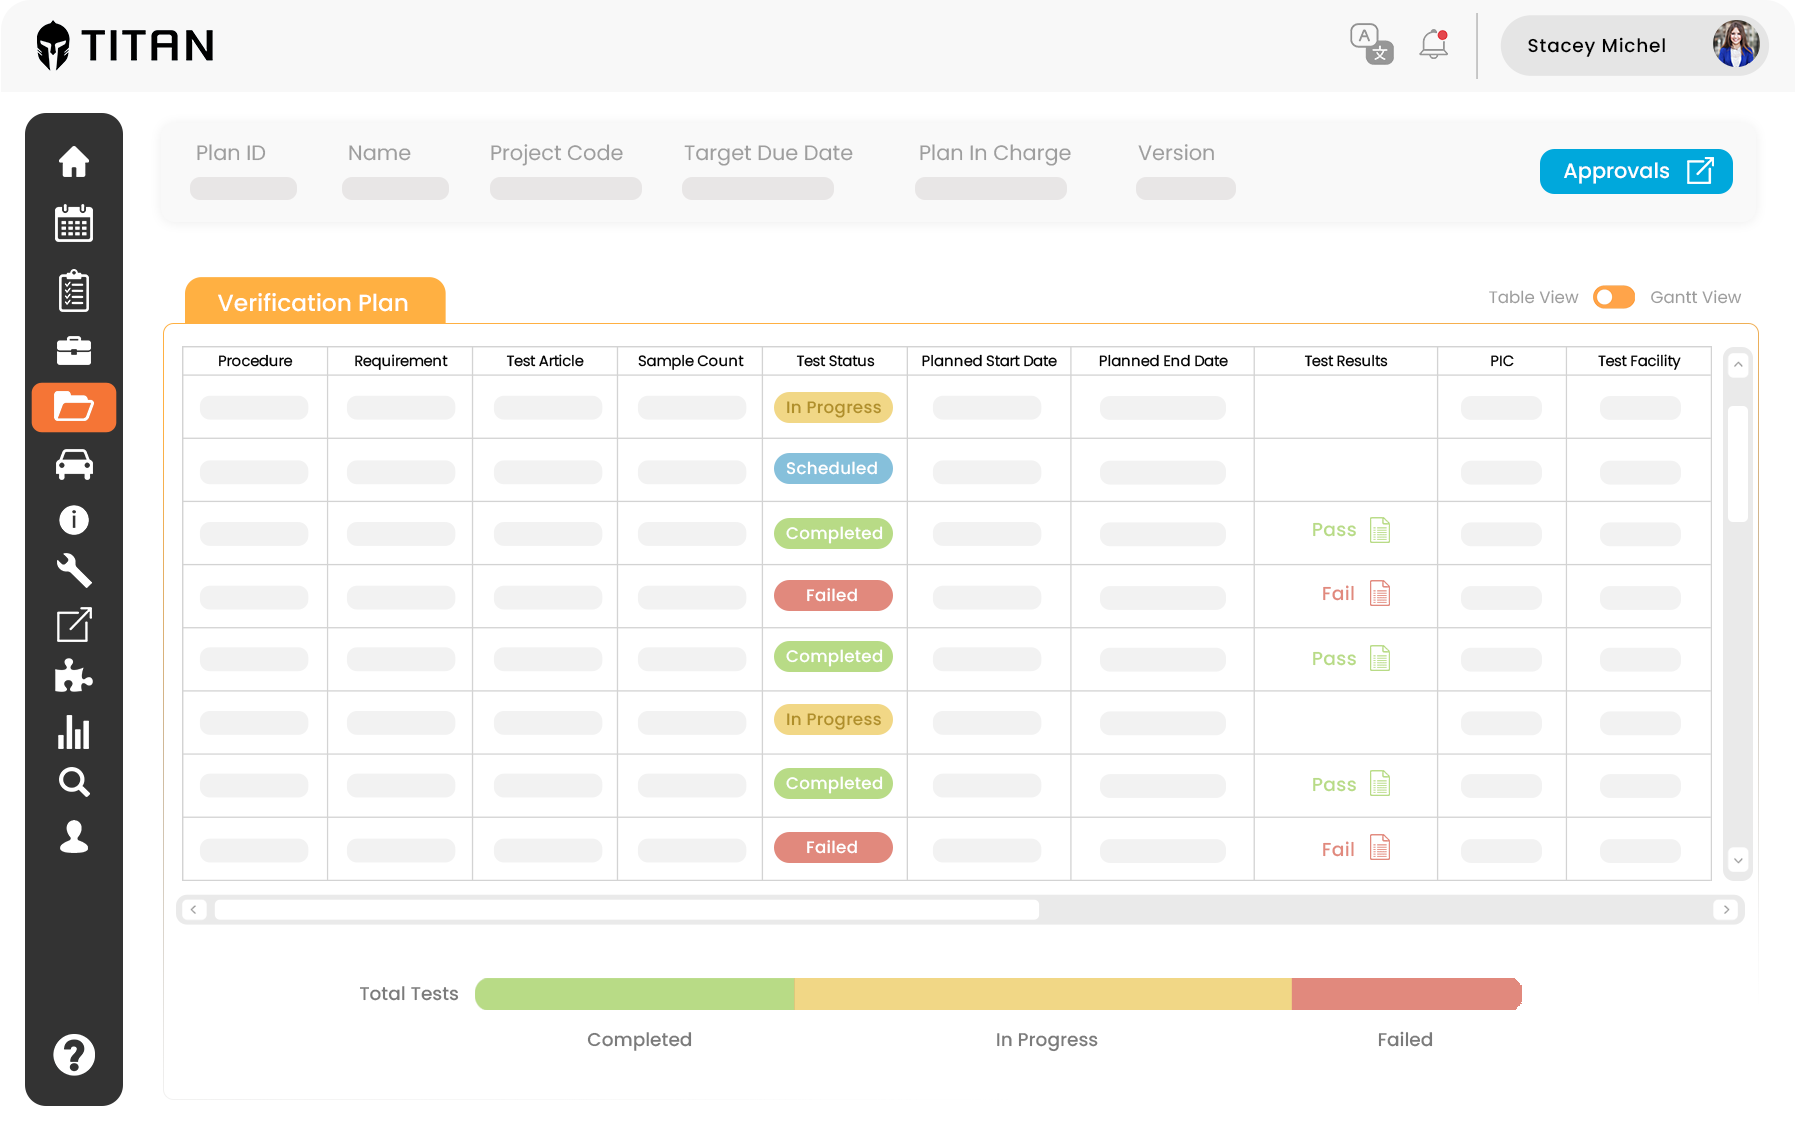 TITAN
A
文
Stacey Michel
Plan ID
Name
Project Code
Target Due Date
Plan In Charge
Version
Approvals
Verification Plan
Table View
Gantt View
Procedure
Requirement
Test Article
Sample Count
Test Status
Planned Start Date
Planned End Date
Test Results
PIC
Test Facility
In Progress
Scheduled
Completed
Pass
Failed
Fail
Completed
Pass
In Progress
Completed
Pass
Failed
Fail
Total Tests
Completed
In Progress
Failed